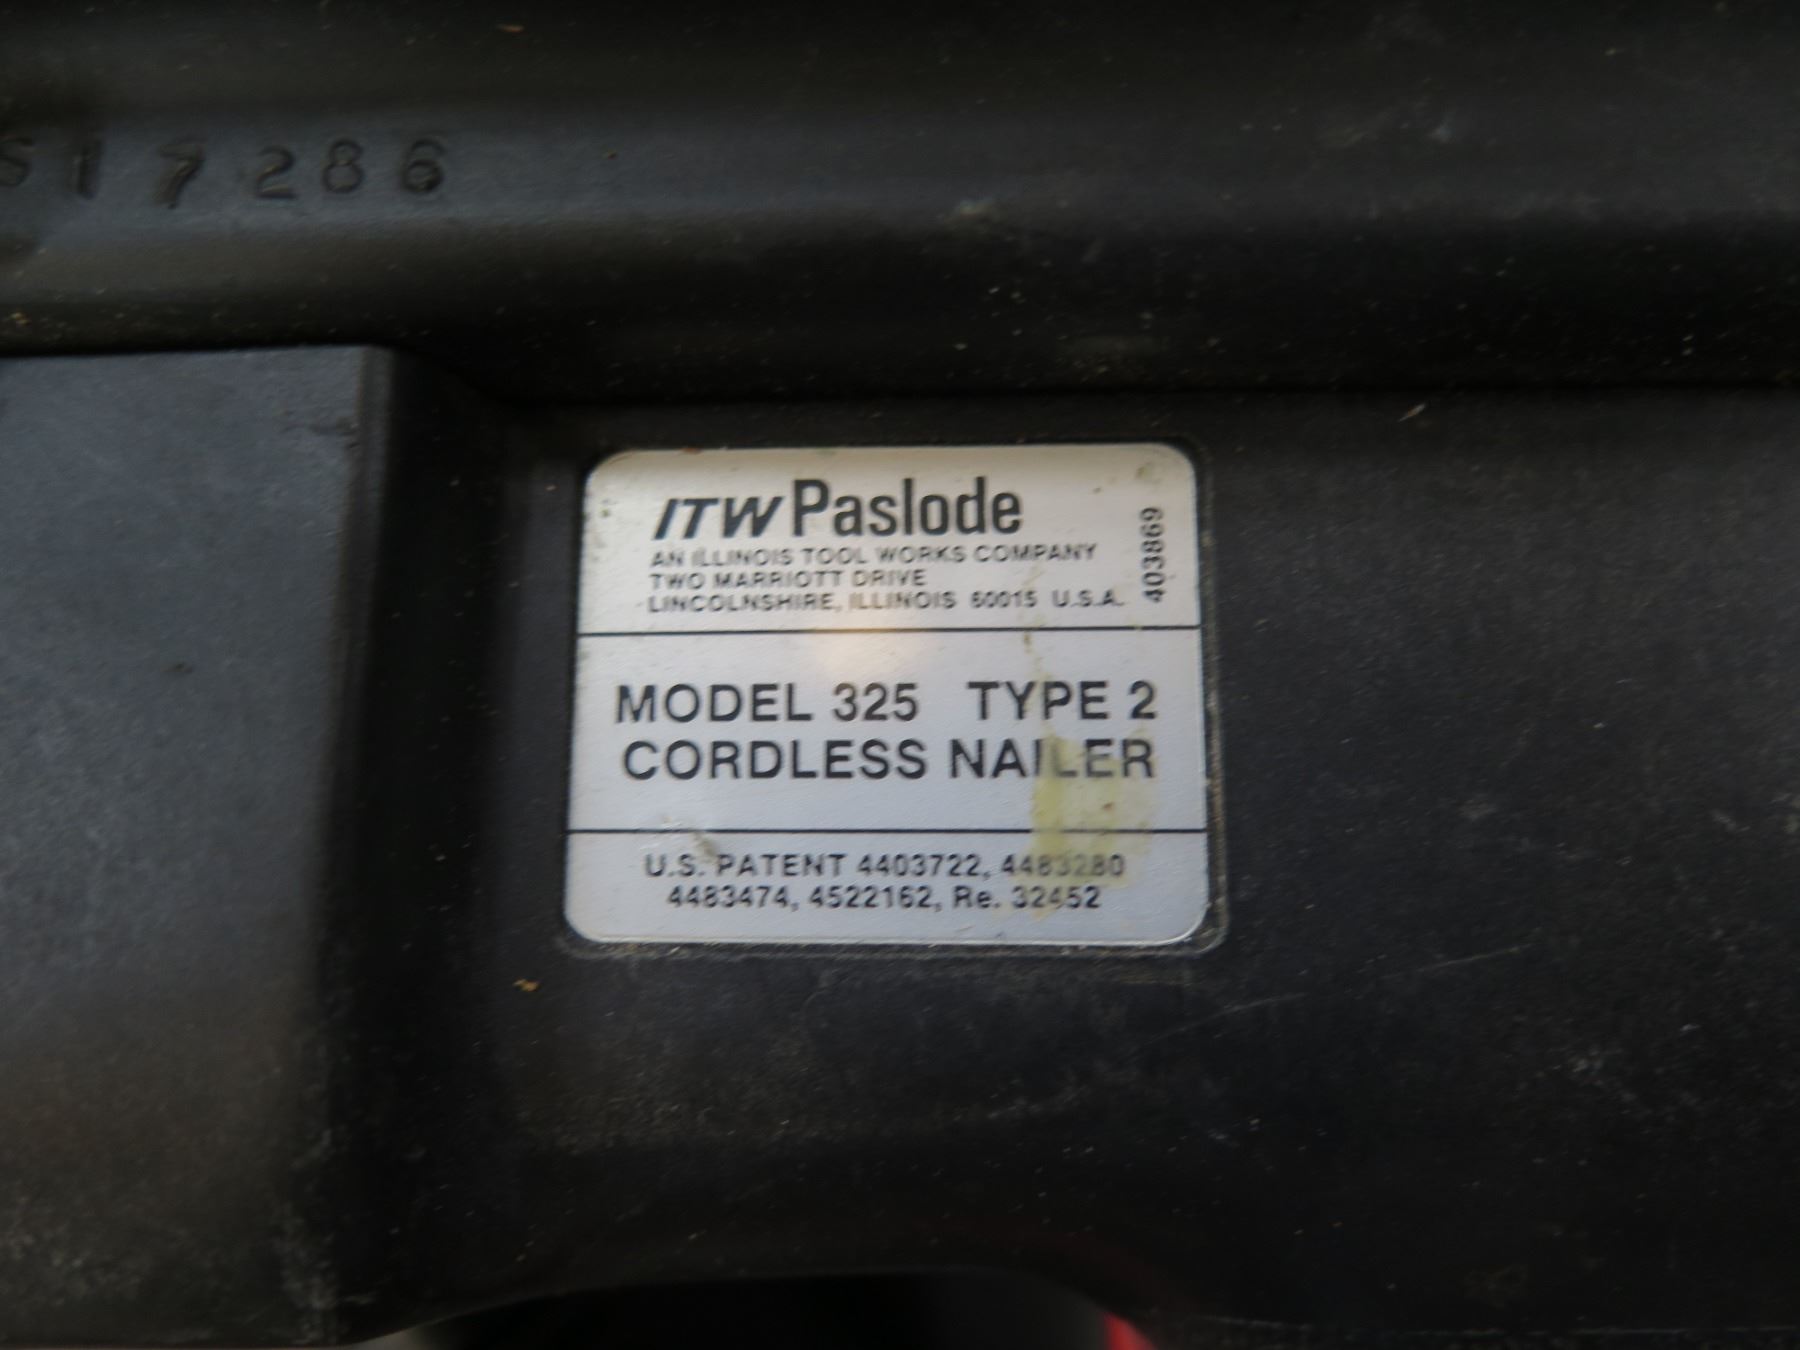 617286
ITW Paslode
AN ILLINOIS TOOL WORKS COMPANY
TWO MARRIOTT DRIVE
LINCOLNSHIRE, ILLINOIS 60015 U.S.A.
403869
MODEL 325 TYPE 2
CORDLESS NAILER
U.S. PATENT 4403722, 4483280
4483474, 4522162, Re. 32452